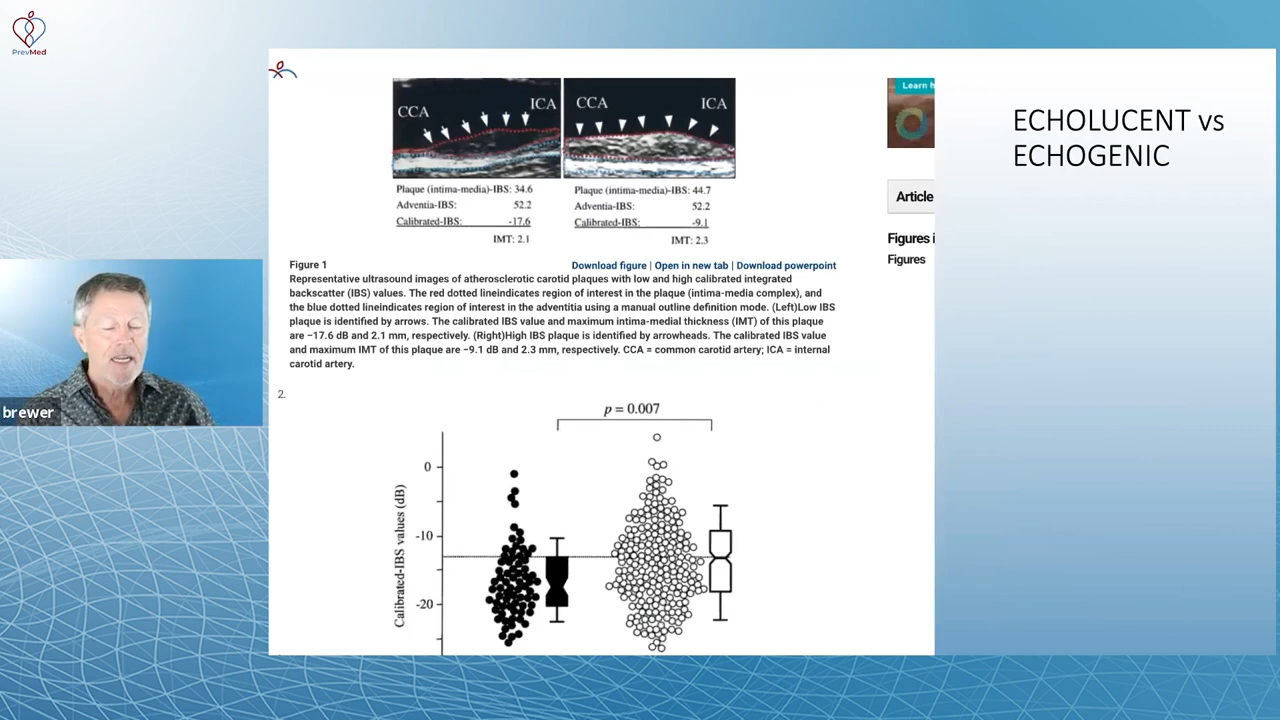 PrevMed
CCA
ICA
CCA
ICA
Plaque (intima-media)-IBS: 34.6
Adventia-IBS: 52.2
Calibrated-IBS: -17.6
IMT: 2.1
Plaque (intima-media)-IBS: 44.7
Adventia-IBS: 52.2
Calibrated-IBS: -9.1
IMT: 2.3
Figure 1
Download figure | Open in new tab | Download powerpoint
Representative ultrasound images of atherosclerotic carotid plaques with low and high calibrated integrated
backscatter (IBS) values. The red dotted lineindicates region of interest in the plaque (intima-media complex), and
the blue dotted lineindicates region of interest in the adventitia using a manual outline definition mode. (Left)Low IBS
plaque is identified by arrows. The calibrated IBS value and maximum intima-medial thickness (IMT) of this plaque
are −17.6 dB and 2.1 mm, respectively. (Right)High IBS plaque is identified by arrowheads. The calibrated IBS value
and maximum IMT of this plaque are −9.1 dB and 2.3 mm, respectively. CCA = common carotid artery; ICA = internal
carotid artery.
2.
p = 0.007
Calibrated-IBS values (dB)
0
-10
-20
Learn h
Article
Figures i
Figures
ECHOLUCENT vs
ECHOGENIC
brewer